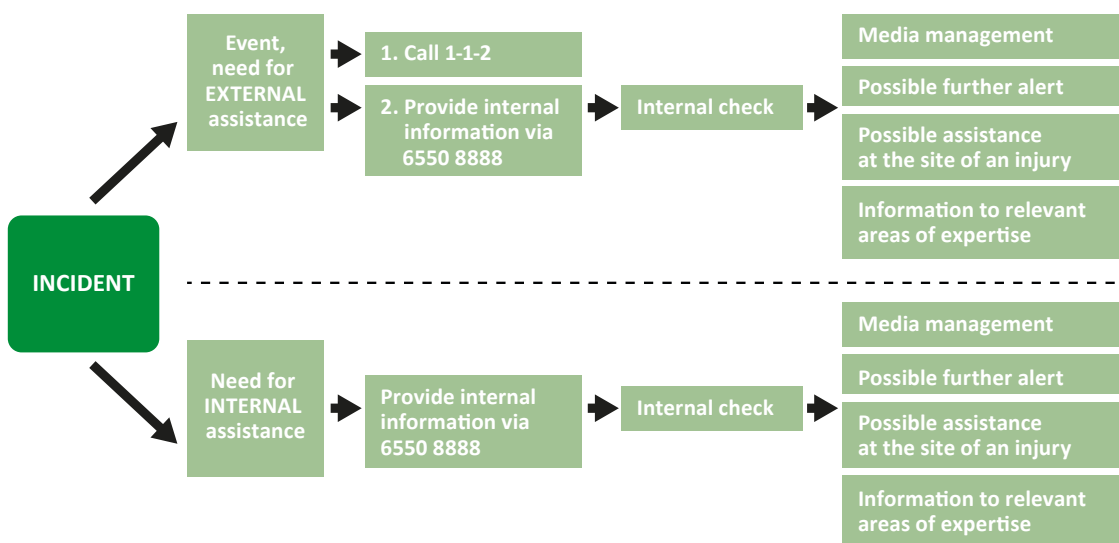 INCIDENT
Event,
need for
EXTERNAL
assistance
1. Call 1-1-2
2. Provide internal
information via
6550 8888
Internal check
Media management
Possible further alert
Possible assistance
at the site of an injury
Information to relevant
areas of expertise
Need for
INTERNAL
assistance
Provide internal
information via
6550 8888
Internal check
Media management
Possible further alert
Possible assistance
at the site of an injury
Information to relevant
areas of expertise